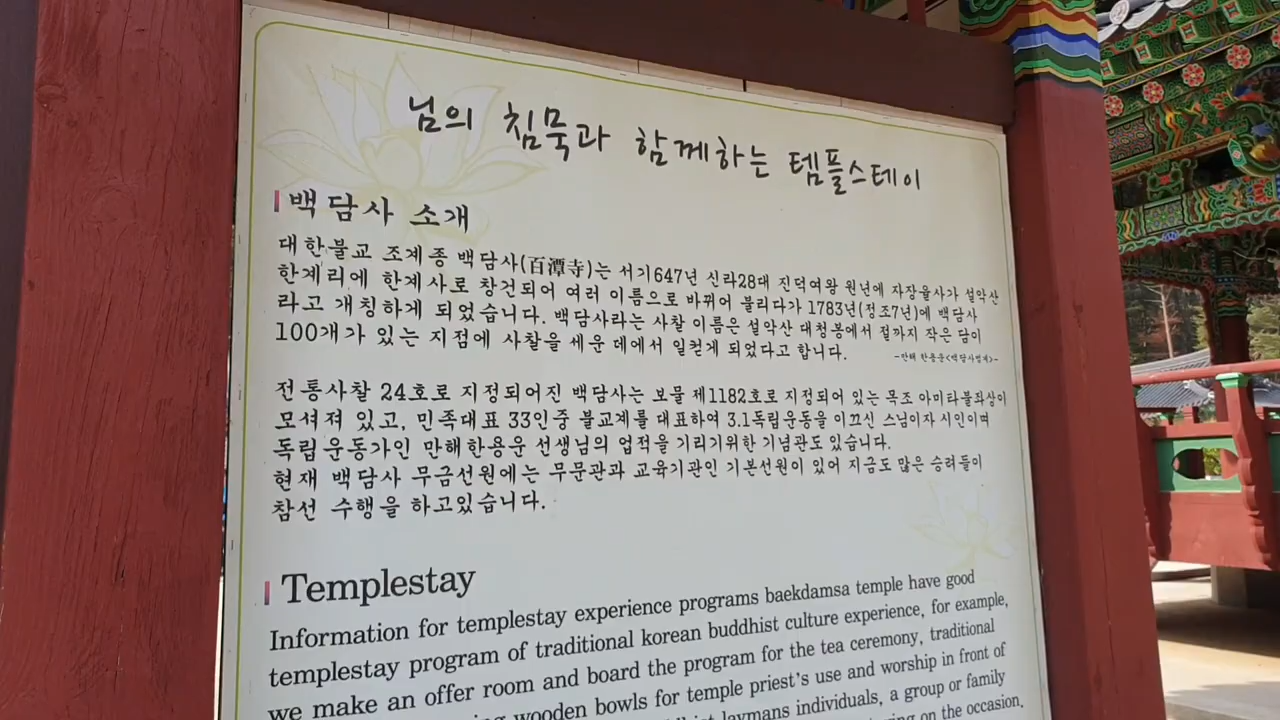 님의 침묵과 함께하는 템플스테이
백담사 소개
대한불교 조계종 백담사(百潭寺)는 서기647년 신라28대 진덕여왕 원년에 자장율사가 설악산
한계리에 한계사로 창건되어 여러 이름으로 바뀌어 불리다가 1783년(정조7년)에 백담사
라고 개칭하게 되었습니다. 백담사라는 사찰 이름은 설악산 대청봉에서 절까지 작은 담이
100개가 있는 지점에 사찰을 세운 데에서 일컫게 되었다고 합니다.
-만해 한용운<백담사법계>-
전통사찰 24호로 지정되어진 백담사는 보물 제1182호로 지정되어 있는 목조 아미타불좌상이
모셔져 있고, 민족대표 33인중 불교계를 대표하여 3.1독립운동을 이끄신 스님이자 시인이며
독립운동가인 만해한용운 선생님의 업적을 기리기위한 기념관도 있습니다.
현재 백담사 무금선원에는 무문관과 교육기관인 기본선원이 있어 지금도 많은 승려들이
참선 수행을 하고있습니다.
Templestay
Information for templestay experience programs baekdamsa temple have good
templestay program of traditional korean buddhist culture experience, for example,
we make an offer room and board the program for the tea ceremony, traditional
wooden bowls for temple priest's use and worship in front of
laymans individuals, a group or family
on the occasion.